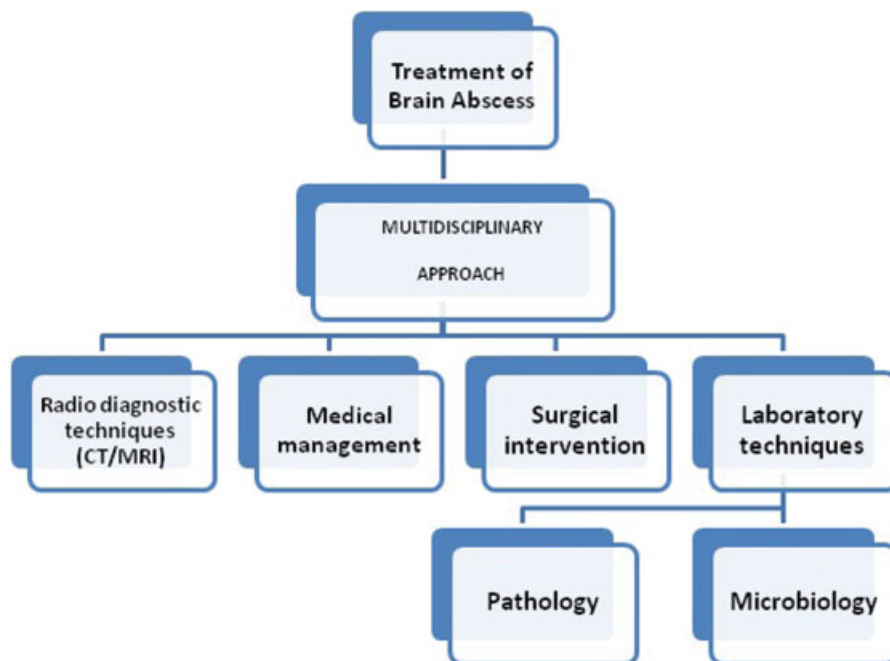 Treatment of
Brain Abscess
MULTIDISCIPLINARY
APPROACH
Radio diagnostic
techniques
(CT/MRI)
Medical
management
Surgical
intervention
Laboratory
techniques
Pathology
Microbiology